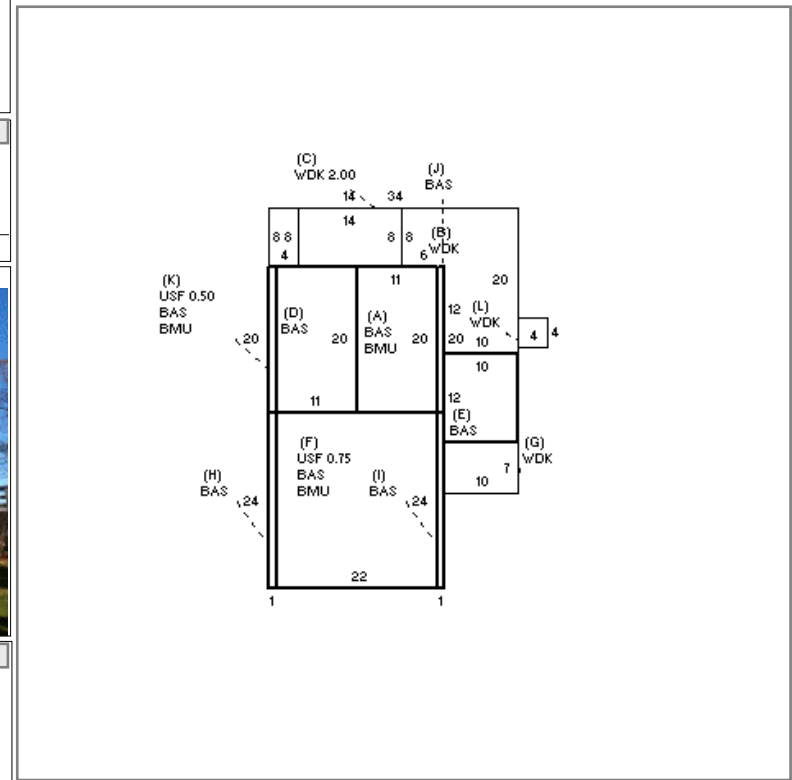 (C)
WDK 2.00
(J)
BAS
14 34
14
8 8
4
8 8
(B)
WDK
6
(K)
USF 0.50
BAS
BMU
20
11
20
(D)
BAS
20
(A)
BAS
BMU
20
12
(L)
WDK
20 10
4 4
10
11
12
(E)
BAS
(G)
WDK
7
10
(H)
BAS
24
(F)
USF 0.75
BAS
BMU
(I)
BAS
24
22
1 1